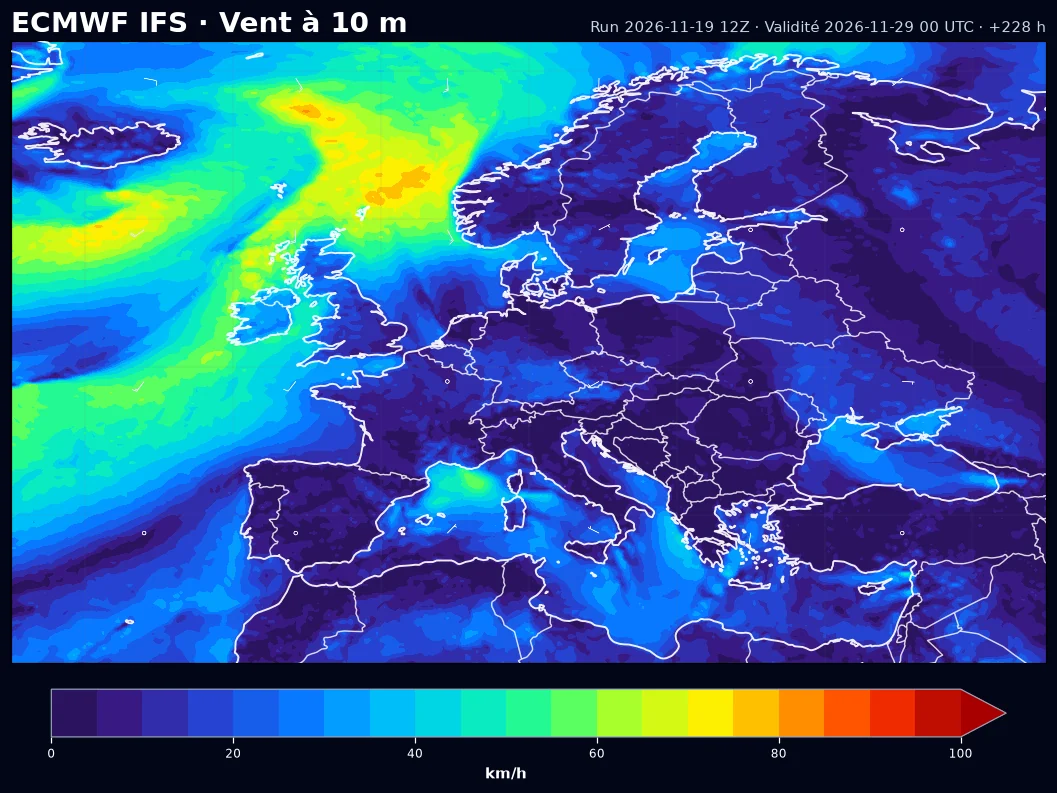 ECMWF IFS · Vent à 10 m
Run 2026-11-19 12Z · Validité 2026-11-29 00 UTC · +228 h
0 20 40 60 80 100
km/h